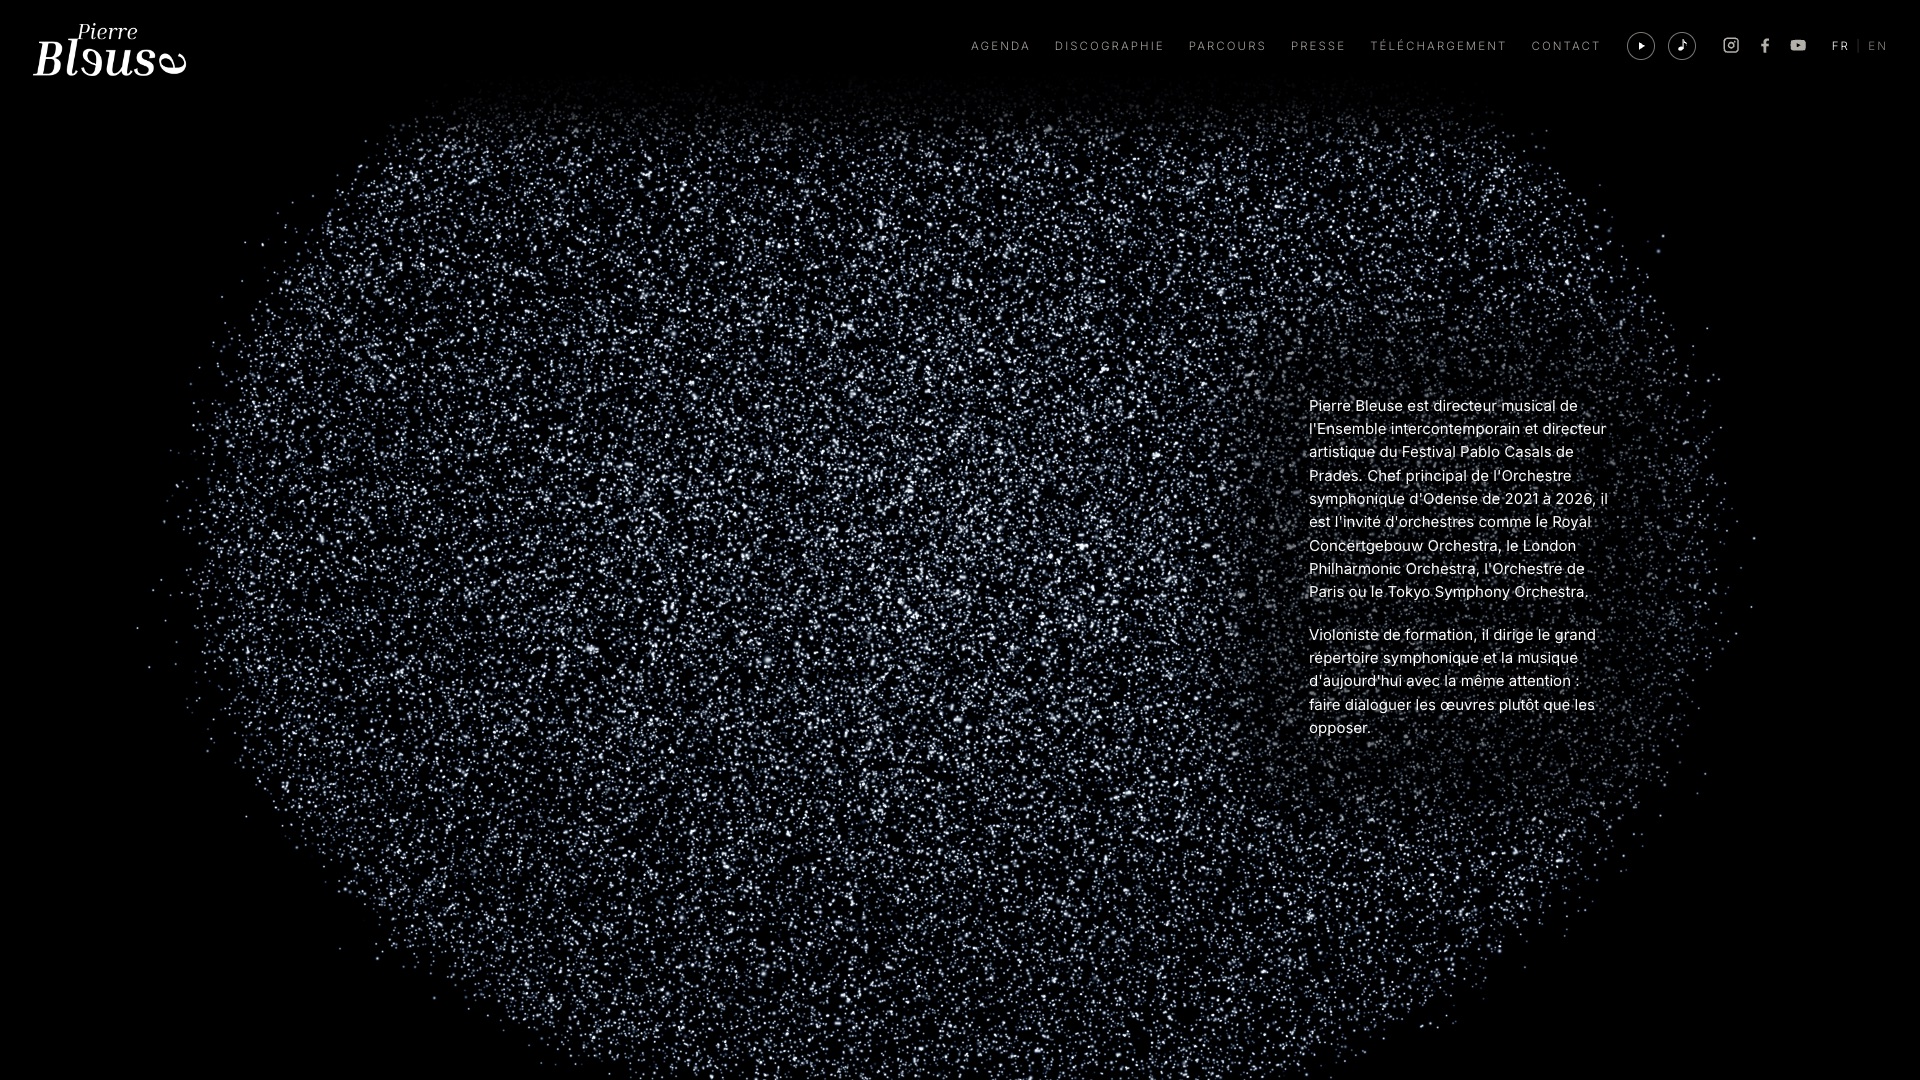 Pierre
Bleuse
AGENDA DISCOGRAPHIE PARCOURS PRESSE TÉLÉCHARGEMENT CONTACT FR | EN
Pierre Bleuse est directeur musical de
l'Ensemble intercontemporain et directeur
artistique du Festival Pablo Casals de
Prades. Chef principal de l'Orchestre
symphonique d'Odense de 2021 à 2026, il
est l'invité d'orchestres comme le Royal
Concertgebouw Orchestra, le London
Philharmonic Orchestra, l'Orchestre de
Paris ou le Tokyo Symphony Orchestra.
Violoniste de formation, il dirige le grand
répertoire symphonique et la musique
d'aujourd'hui avec la même attention :
faire dialoguer les œuvres plutôt que les
opposer.